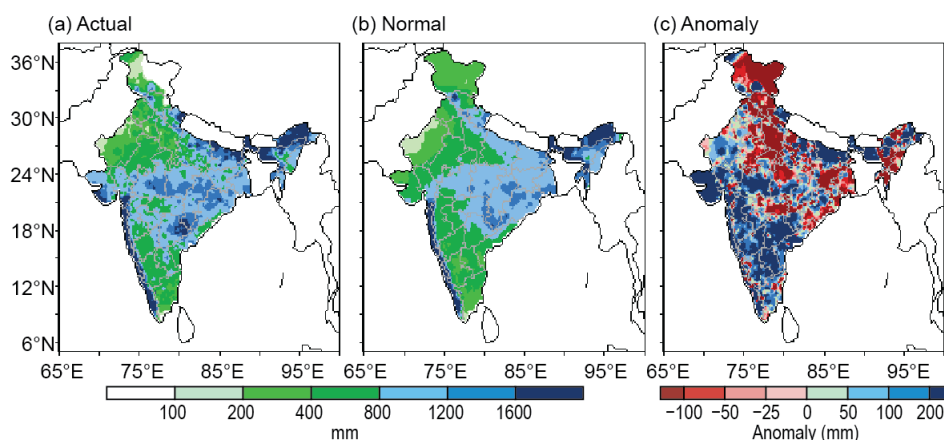 (a) Actual (b) Normal (c) Anomaly
36°N
30°N
24°N
18°N
12°N
6°N
65°E 75°E 85°E 95°E 65°E 75°E 85°E 95°E 65°E 75°E 85°E 95°E
100 200 400 800 1200 1600 −100 −50 −25 0 50 100 200
mm Anomaly (mm)